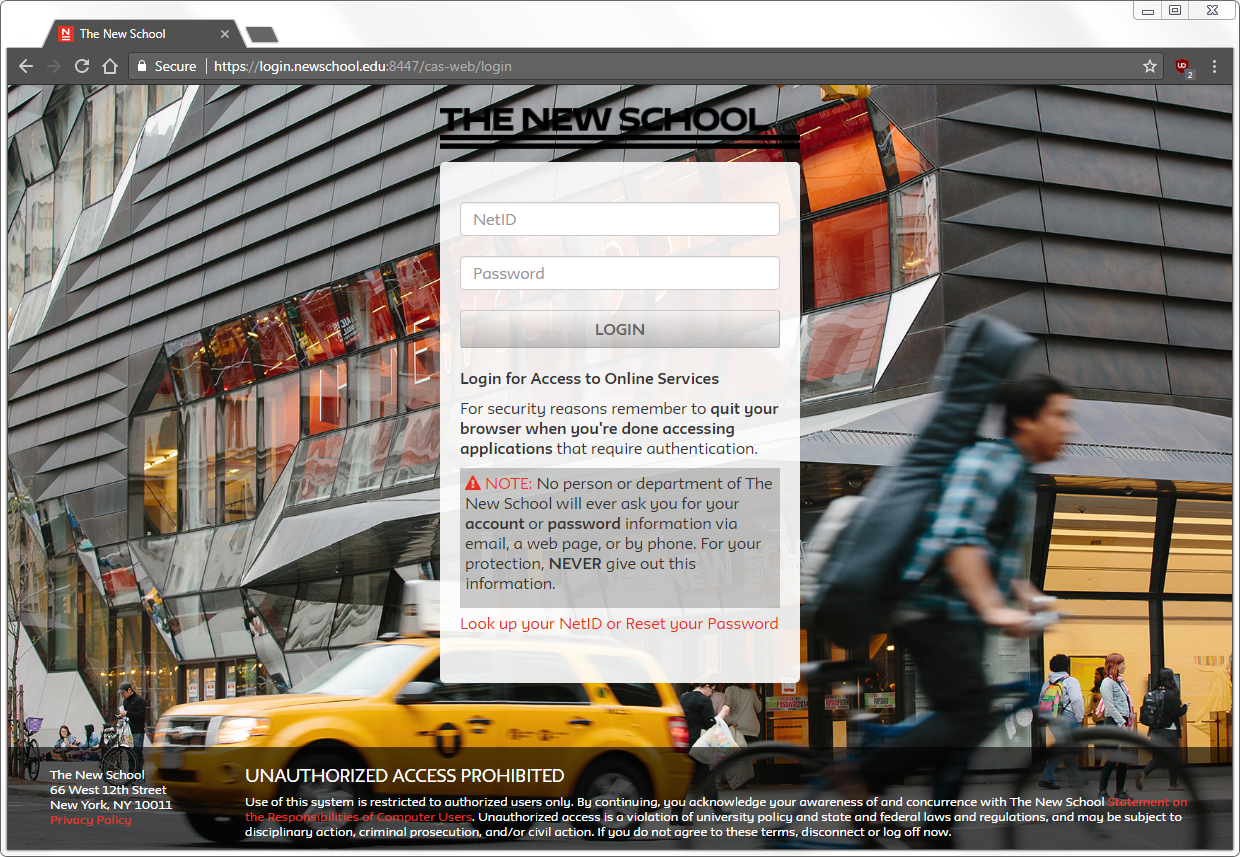 The New School
Secure
https://login.newschool.edu:8447/cas-web/login
2
THE NEW SCHOOL
NetID
Password
LOGIN
Login for Access to Online Services
For security reasons remember to quit your
browser when you're done accessing
applications that require authentication.
NOTE: No person or department of The
New School will ever ask you for your
account or password information via
email, a web page, or by phone. For your
protection, NEVER give out this
information.
Look up your NetID or Reset your Password
The New School
66 West 12th Street
New York, NY 10011
Privacy Policy
UNAUTHORIZED ACCESS PROHIBITED
Use of this system is restricted to authorized users only. By continuing, you acknowledge your awareness of and concurrence with The New School Statement on
the Responsibilities of Computer Users. Unauthorized access is a violation of university policy and state and federal laws and regulations, and may be subject to
disciplinary action, criminal prosecution, and/or civil action. If you do not agree to these terms, disconnect or log off now.